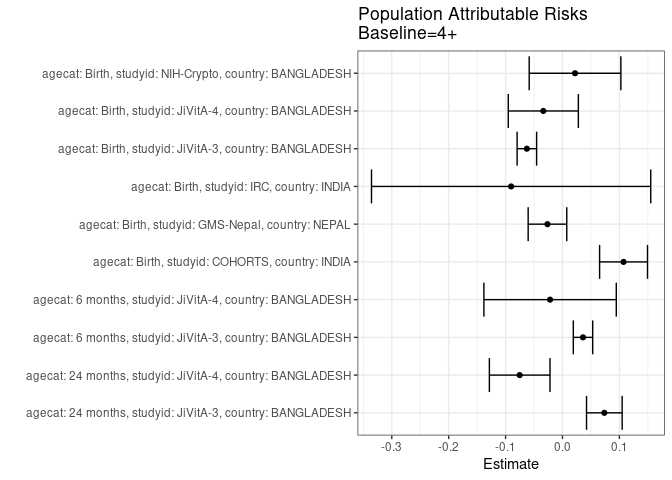 Population Attributable Risks
Baseline=4+
agecat: Birth, studyid: NIH-Crypto, country: BANGLADESH
agecat: Birth, studyid: JiVitA-4, country: BANGLADESH
agecat: Birth, studyid: JiVitA-3, country: BANGLADESH
agecat: Birth, studyid: IRC, country: INDIA
agecat: Birth, studyid: GMS-Nepal, country: NEPAL
agecat: Birth, studyid: COHORTS, country: INDIA
agecat: 6 months, studyid: JiVitA-4, country: BANGLADESH
agecat: 6 months, studyid: JiVitA-3, country: BANGLADESH
agecat: 24 months, studyid: JiVitA-4, country: BANGLADESH
agecat: 24 months, studyid: JiVitA-3, country: BANGLADESH
-0.3 -0.2 -0.1 0.0 0.1
Estimate